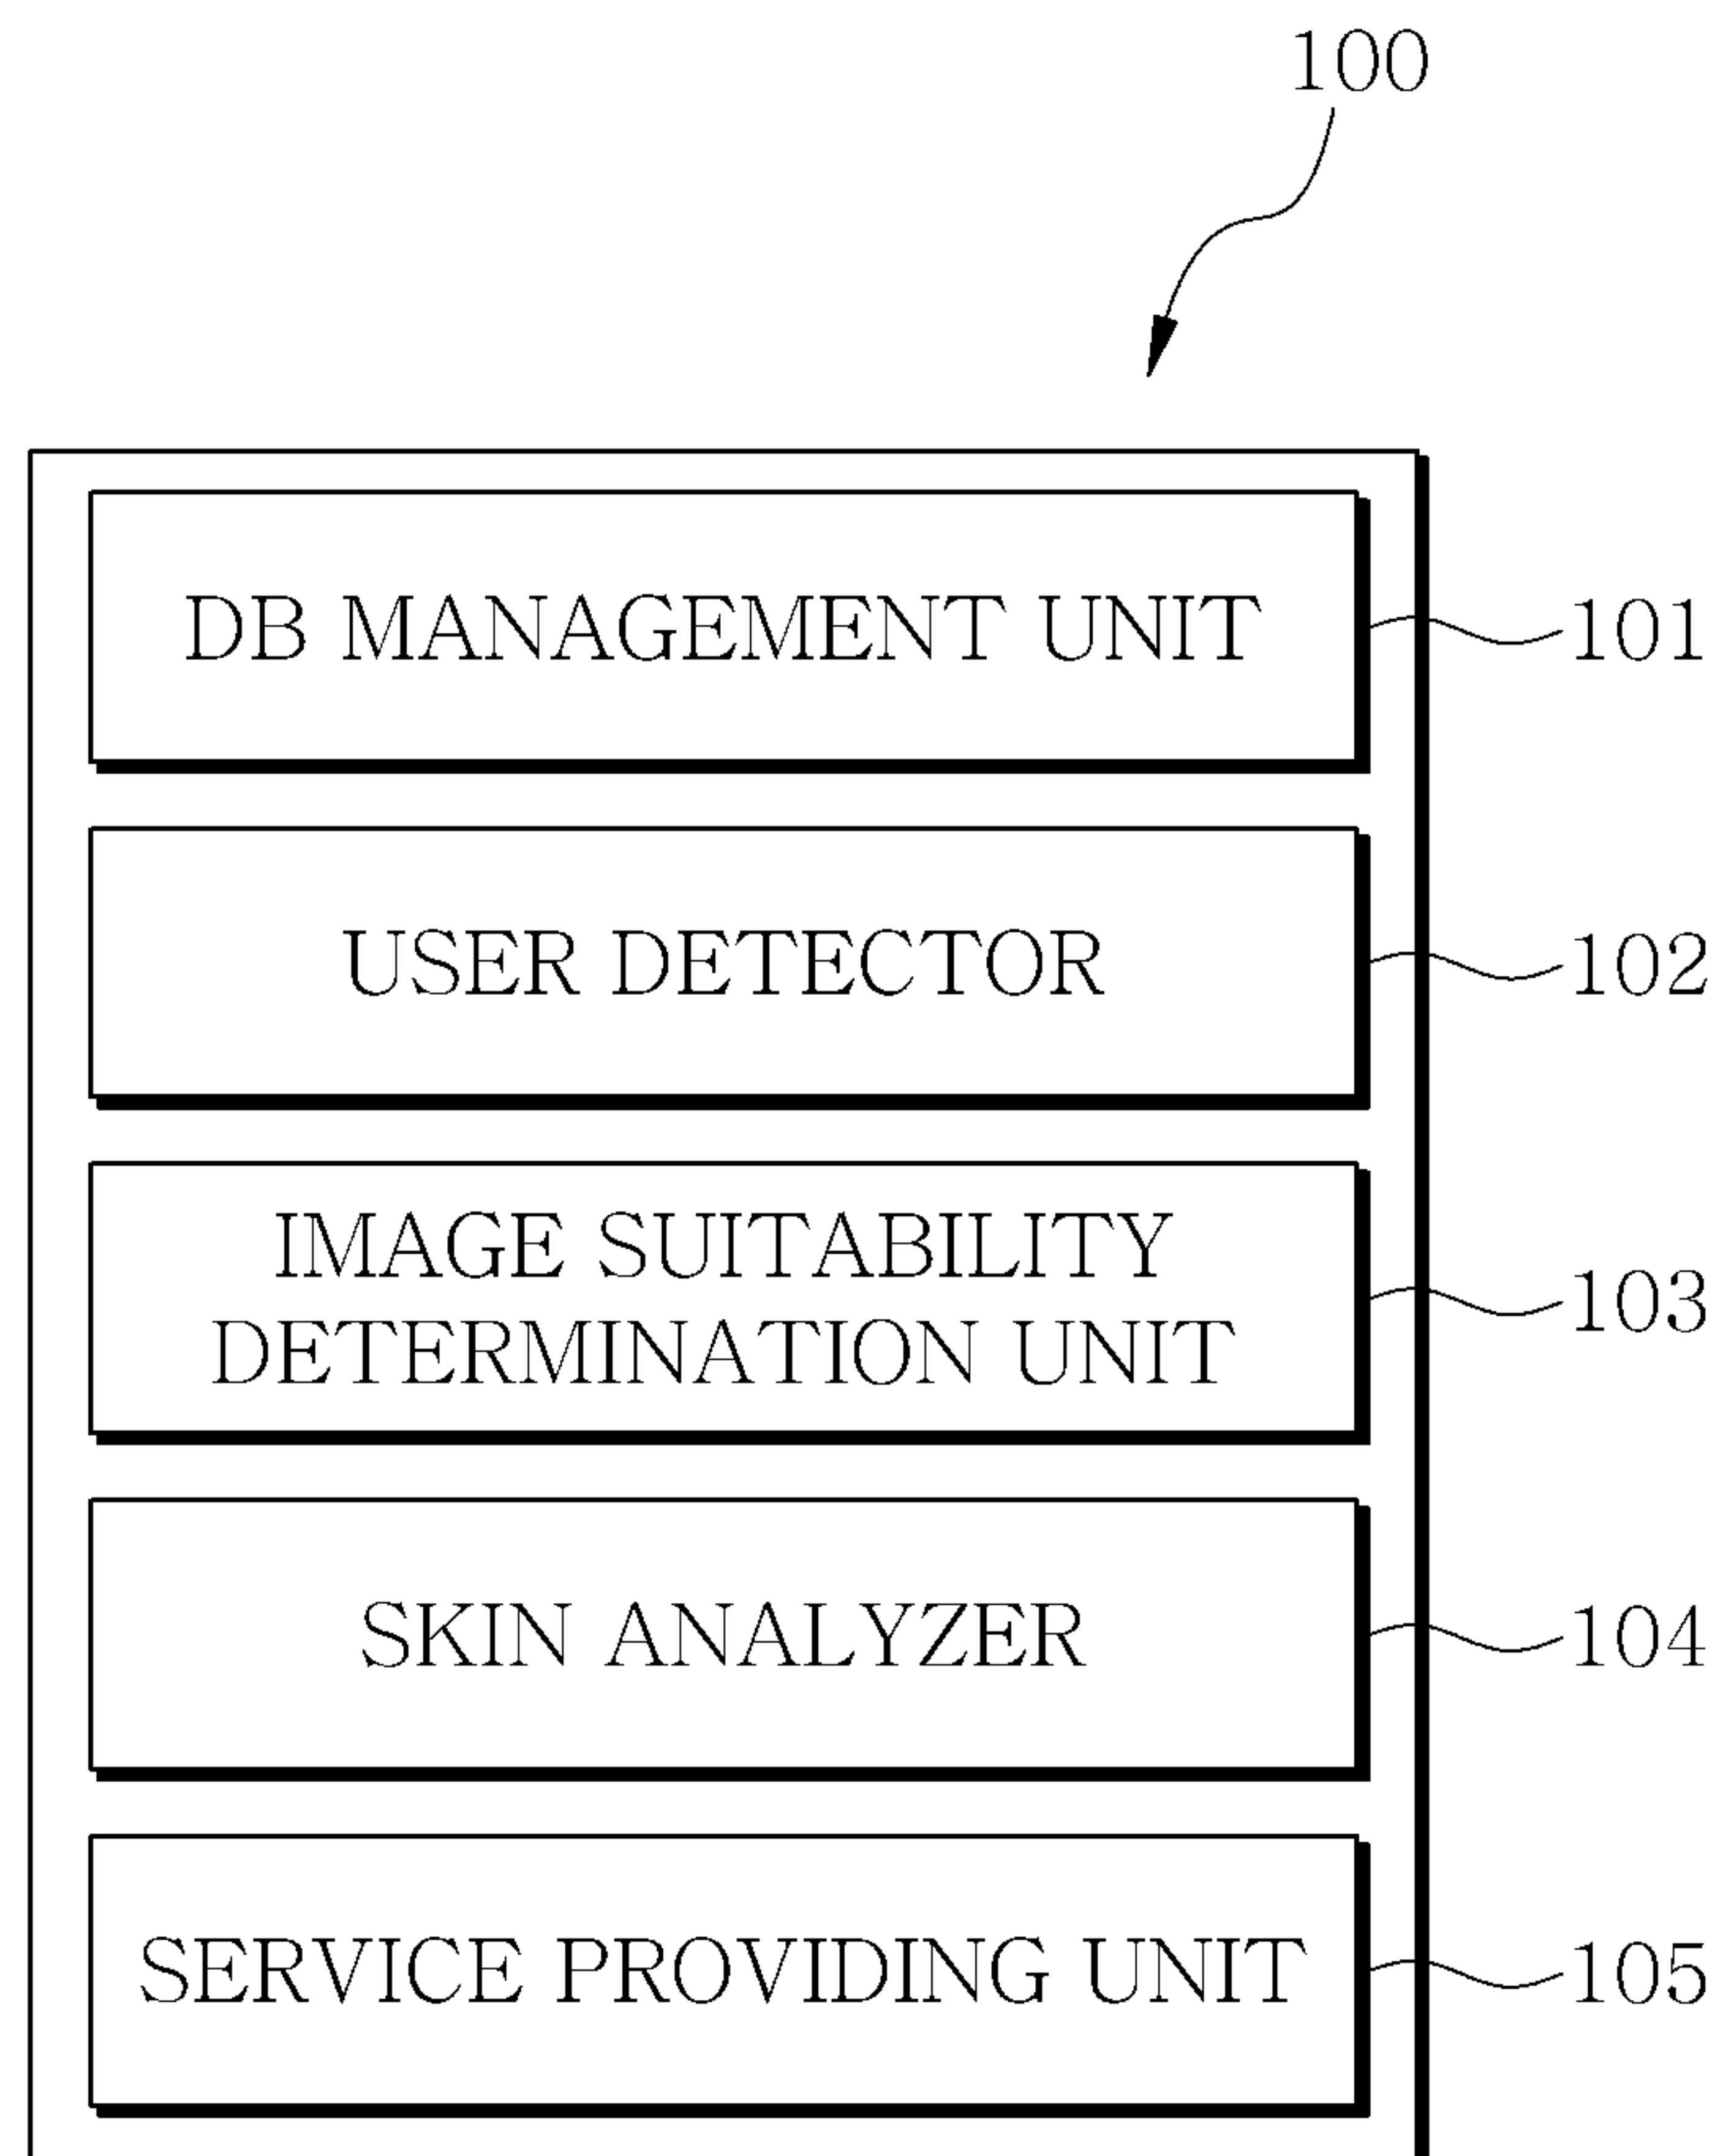 100
DB MANAGEMENT UNIT
101
USER DETECTOR
102
IMAGE SUITABILITY
DETERMINATION UNIT
103
SKIN ANALYZER
104
SERVICE PROVIDING UNIT
105